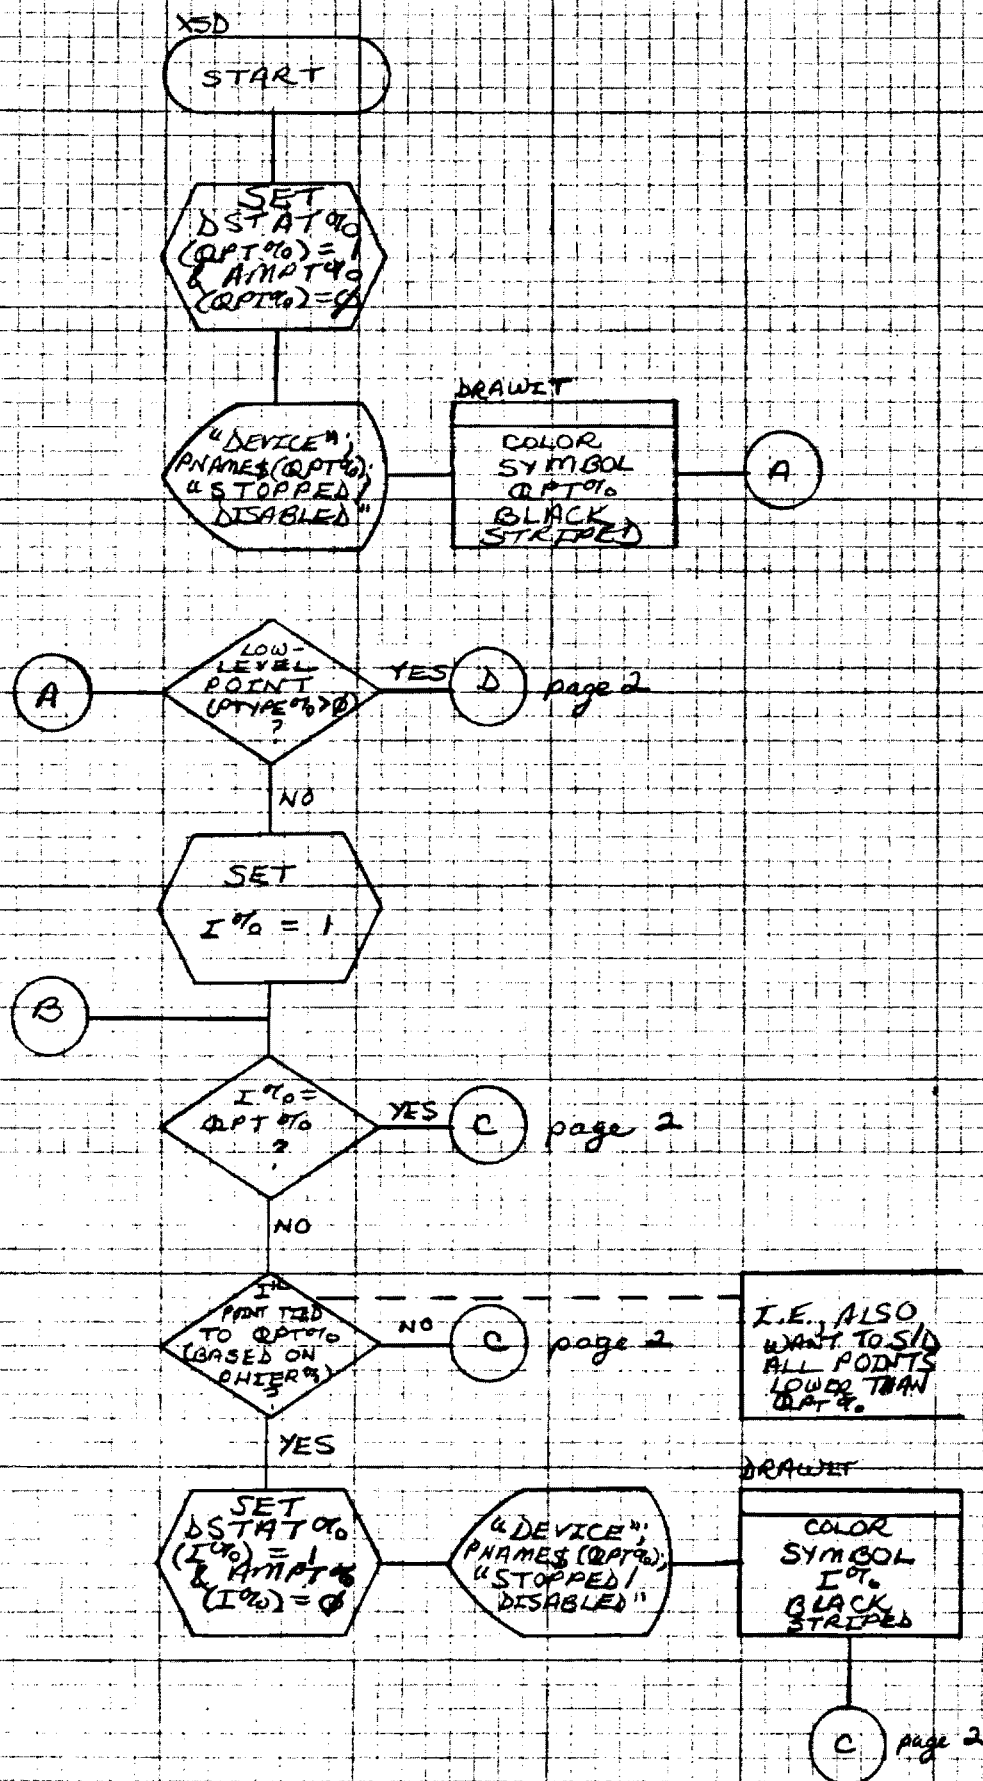 XSD
START
SET
DSTAT%
(QPT%) = 1
& AMPT%
(QPT%) = Ø
"DEVICE";
PNAME$(QPT%);
"STOPPED/
DISABLED"
DRAWIT
COLOR
SYMBOL
QPT%
BLACK
STRIPED
A
A
LOW-
LEVEL
POINT
(PTYPE%>Ø)
?
YES
D
page 2
NO
SET
I% = 1
B
I% =
QPT%
?
YES
C
page 2
NO
I%
POINT TIED
TO QPT%
(BASED ON
PHIER%)
?
NO
C
page 2
I.E., ALSO
WANT TO S/D
ALL POINTS
LOWER THAN
QPT%.
YES
SET
DSTAT%
(I%) = 1
& AMPT%
(I%) = Ø
"DEVICE";
PNAME$(QPT%);
"STOPPED/
DISABLED"
DRAWIT
COLOR
SYMBOL
I%
BLACK
STRIPED
C
page 2